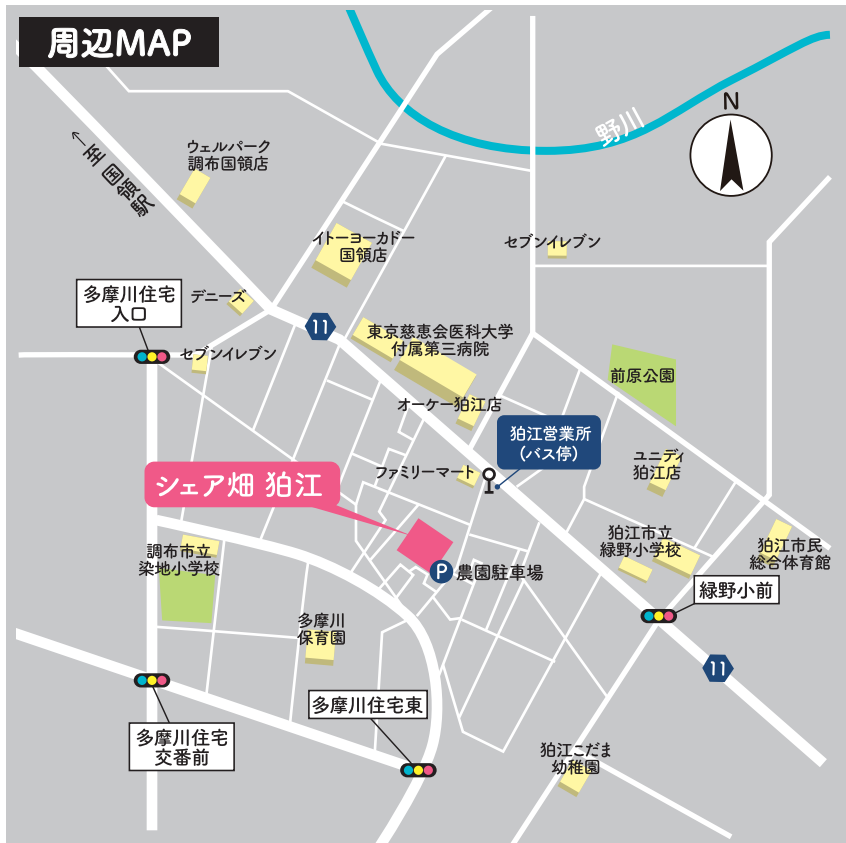 周辺MAP
野川
N
←至国領駅
ウェルパーク
調布国領店
イトーヨーカドー
国領店
セブンイレブン
多摩川住宅
入口
デニーズ
11
東京慈恵会医科大学
付属第三病院
セブンイレブン
前原公園
オーケー狛江店
狛江営業所
(バス停)
ユニディ
狛江店
ファミリーマート
シェア畑 狛江
狛江市立
緑野小学校
狛江市民
総合体育館
調布市立
染地小学校
P
農園駐車場
緑野小前
多摩川
保育園
11
多摩川住宅東
多摩川住宅
交番前
狛江こだま
幼稚園